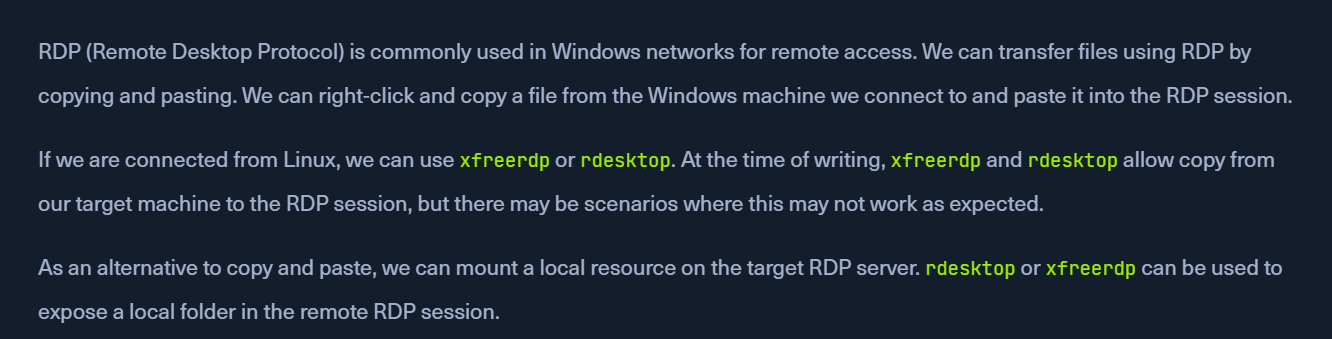 RDP (Remote Desktop Protocol) is commonly used in Windows networks for remote access. We can transfer files using RDP by
copying and pasting. We can right-click and copy a file from the Windows machine we connect to and paste it into the RDP session.
If we are connected from Linux, we can use xfreerdp or rdesktop. At the time of writing, xfreerdp and rdesktop allow copy from
our target machine to the RDP session, but there may be scenarios where this may not work as expected.
As an alternative to copy and paste, we can mount a local resource on the target RDP server. rdesktop or xfreerdp can be used to
expose a local folder in the remote RDP session.